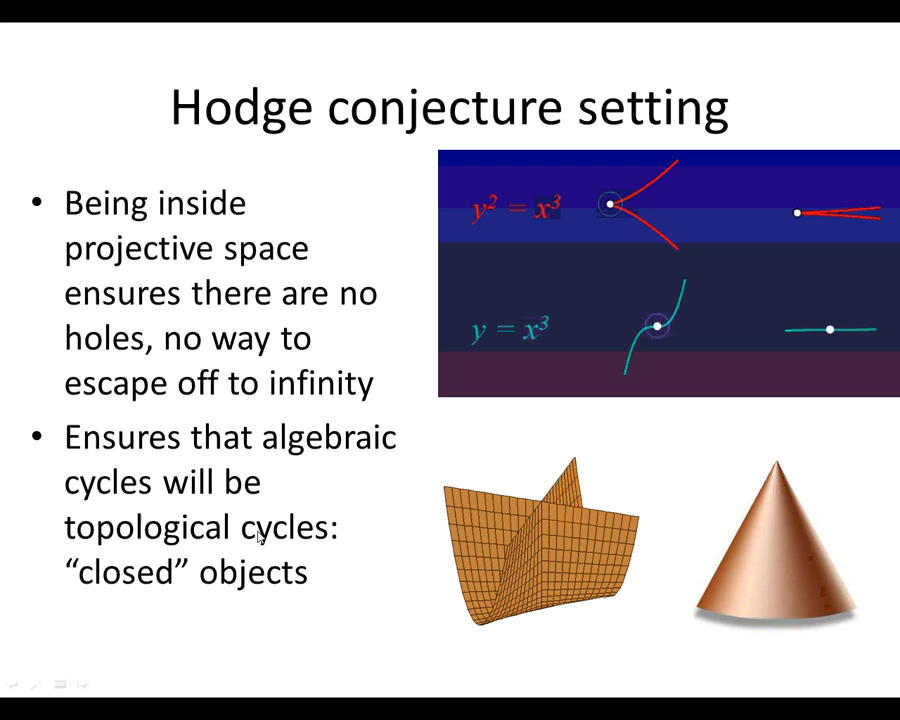 Hodge conjecture setting
• Being inside
projective space
ensures there are no
holes, no way to
escape off to infinity
• Ensures that algebraic
cycles will be
topological cycles:
“closed” objects
y² = x³
y = x³